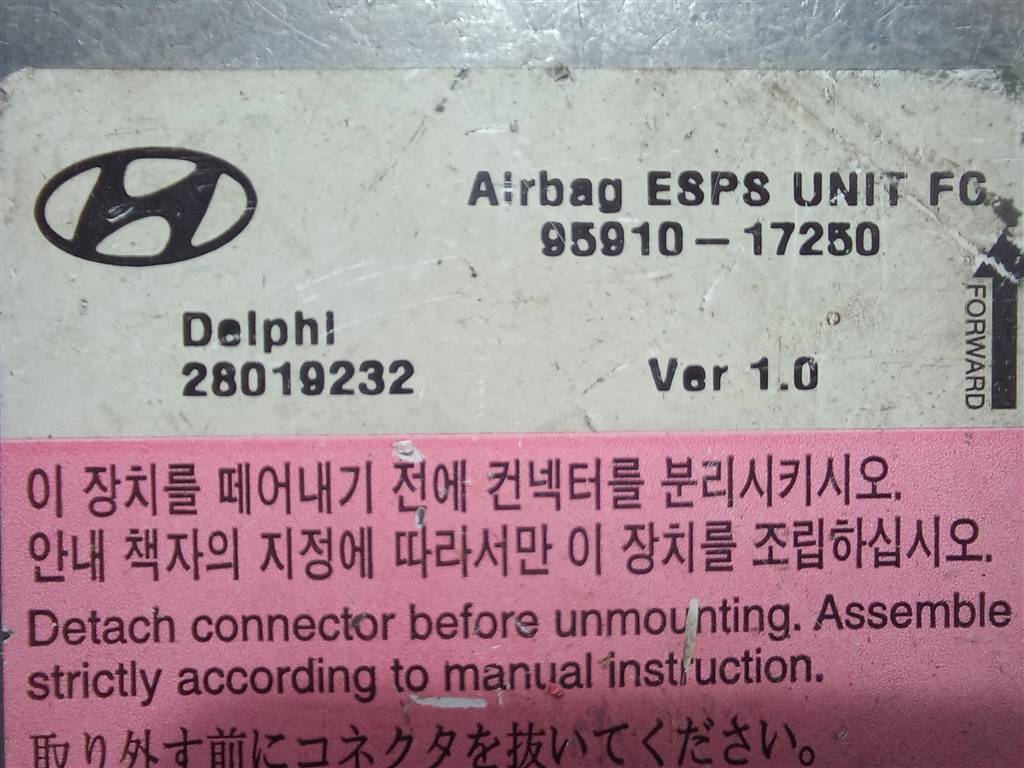 Airbag ESPS UNIT FC
95910-17250
Delphi
28019232
Ver 1.0
FORWARD
이 장치를 떼어내기 전에 컨넥터를 분리시키시오.
안내 책자의 지정에 따라서만 이 장치를 조립하십시오.
Detach connector before unmounting. Assemble
strictly according to manual instruction.
取り外す前にコネクタを抜いてください。